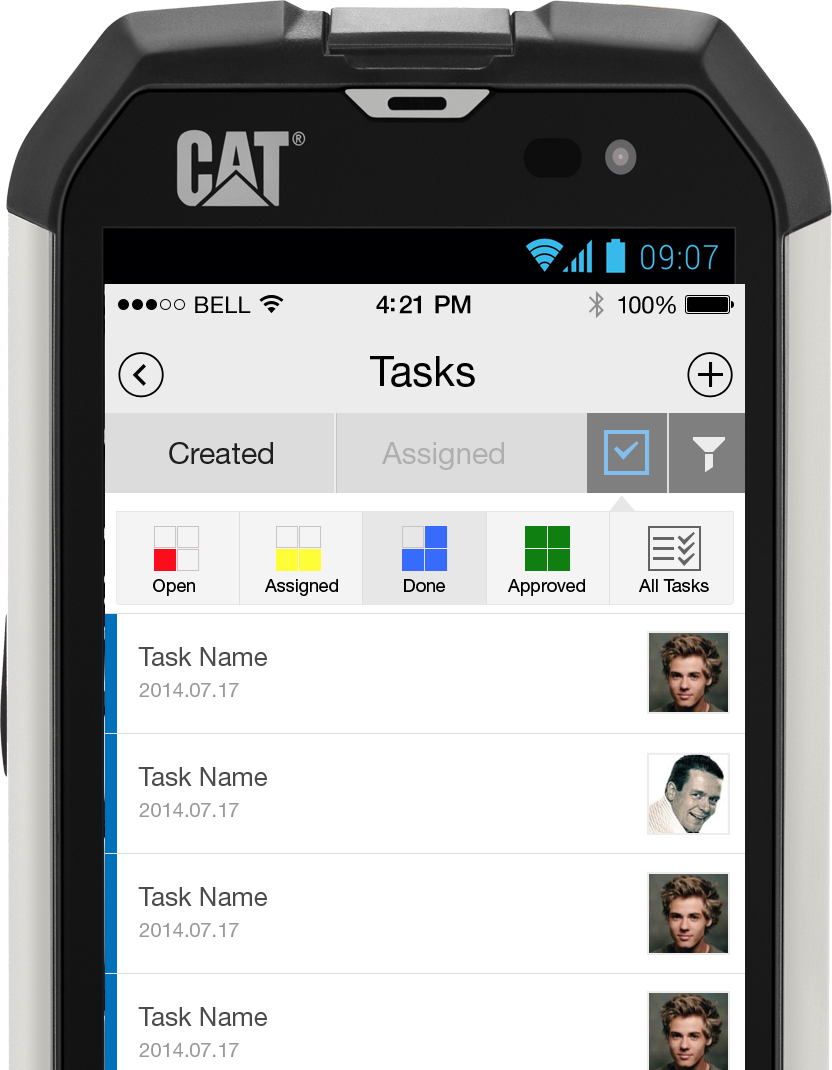 CAT®
09:07
BELL 4:21 PM 100%
Tasks
Created Assigned
Open Assigned Done Approved All Tasks
Task Name
2014.07.17
Task Name
2014.07.17
Task Name
2014.07.17
Task Name
2014.07.17